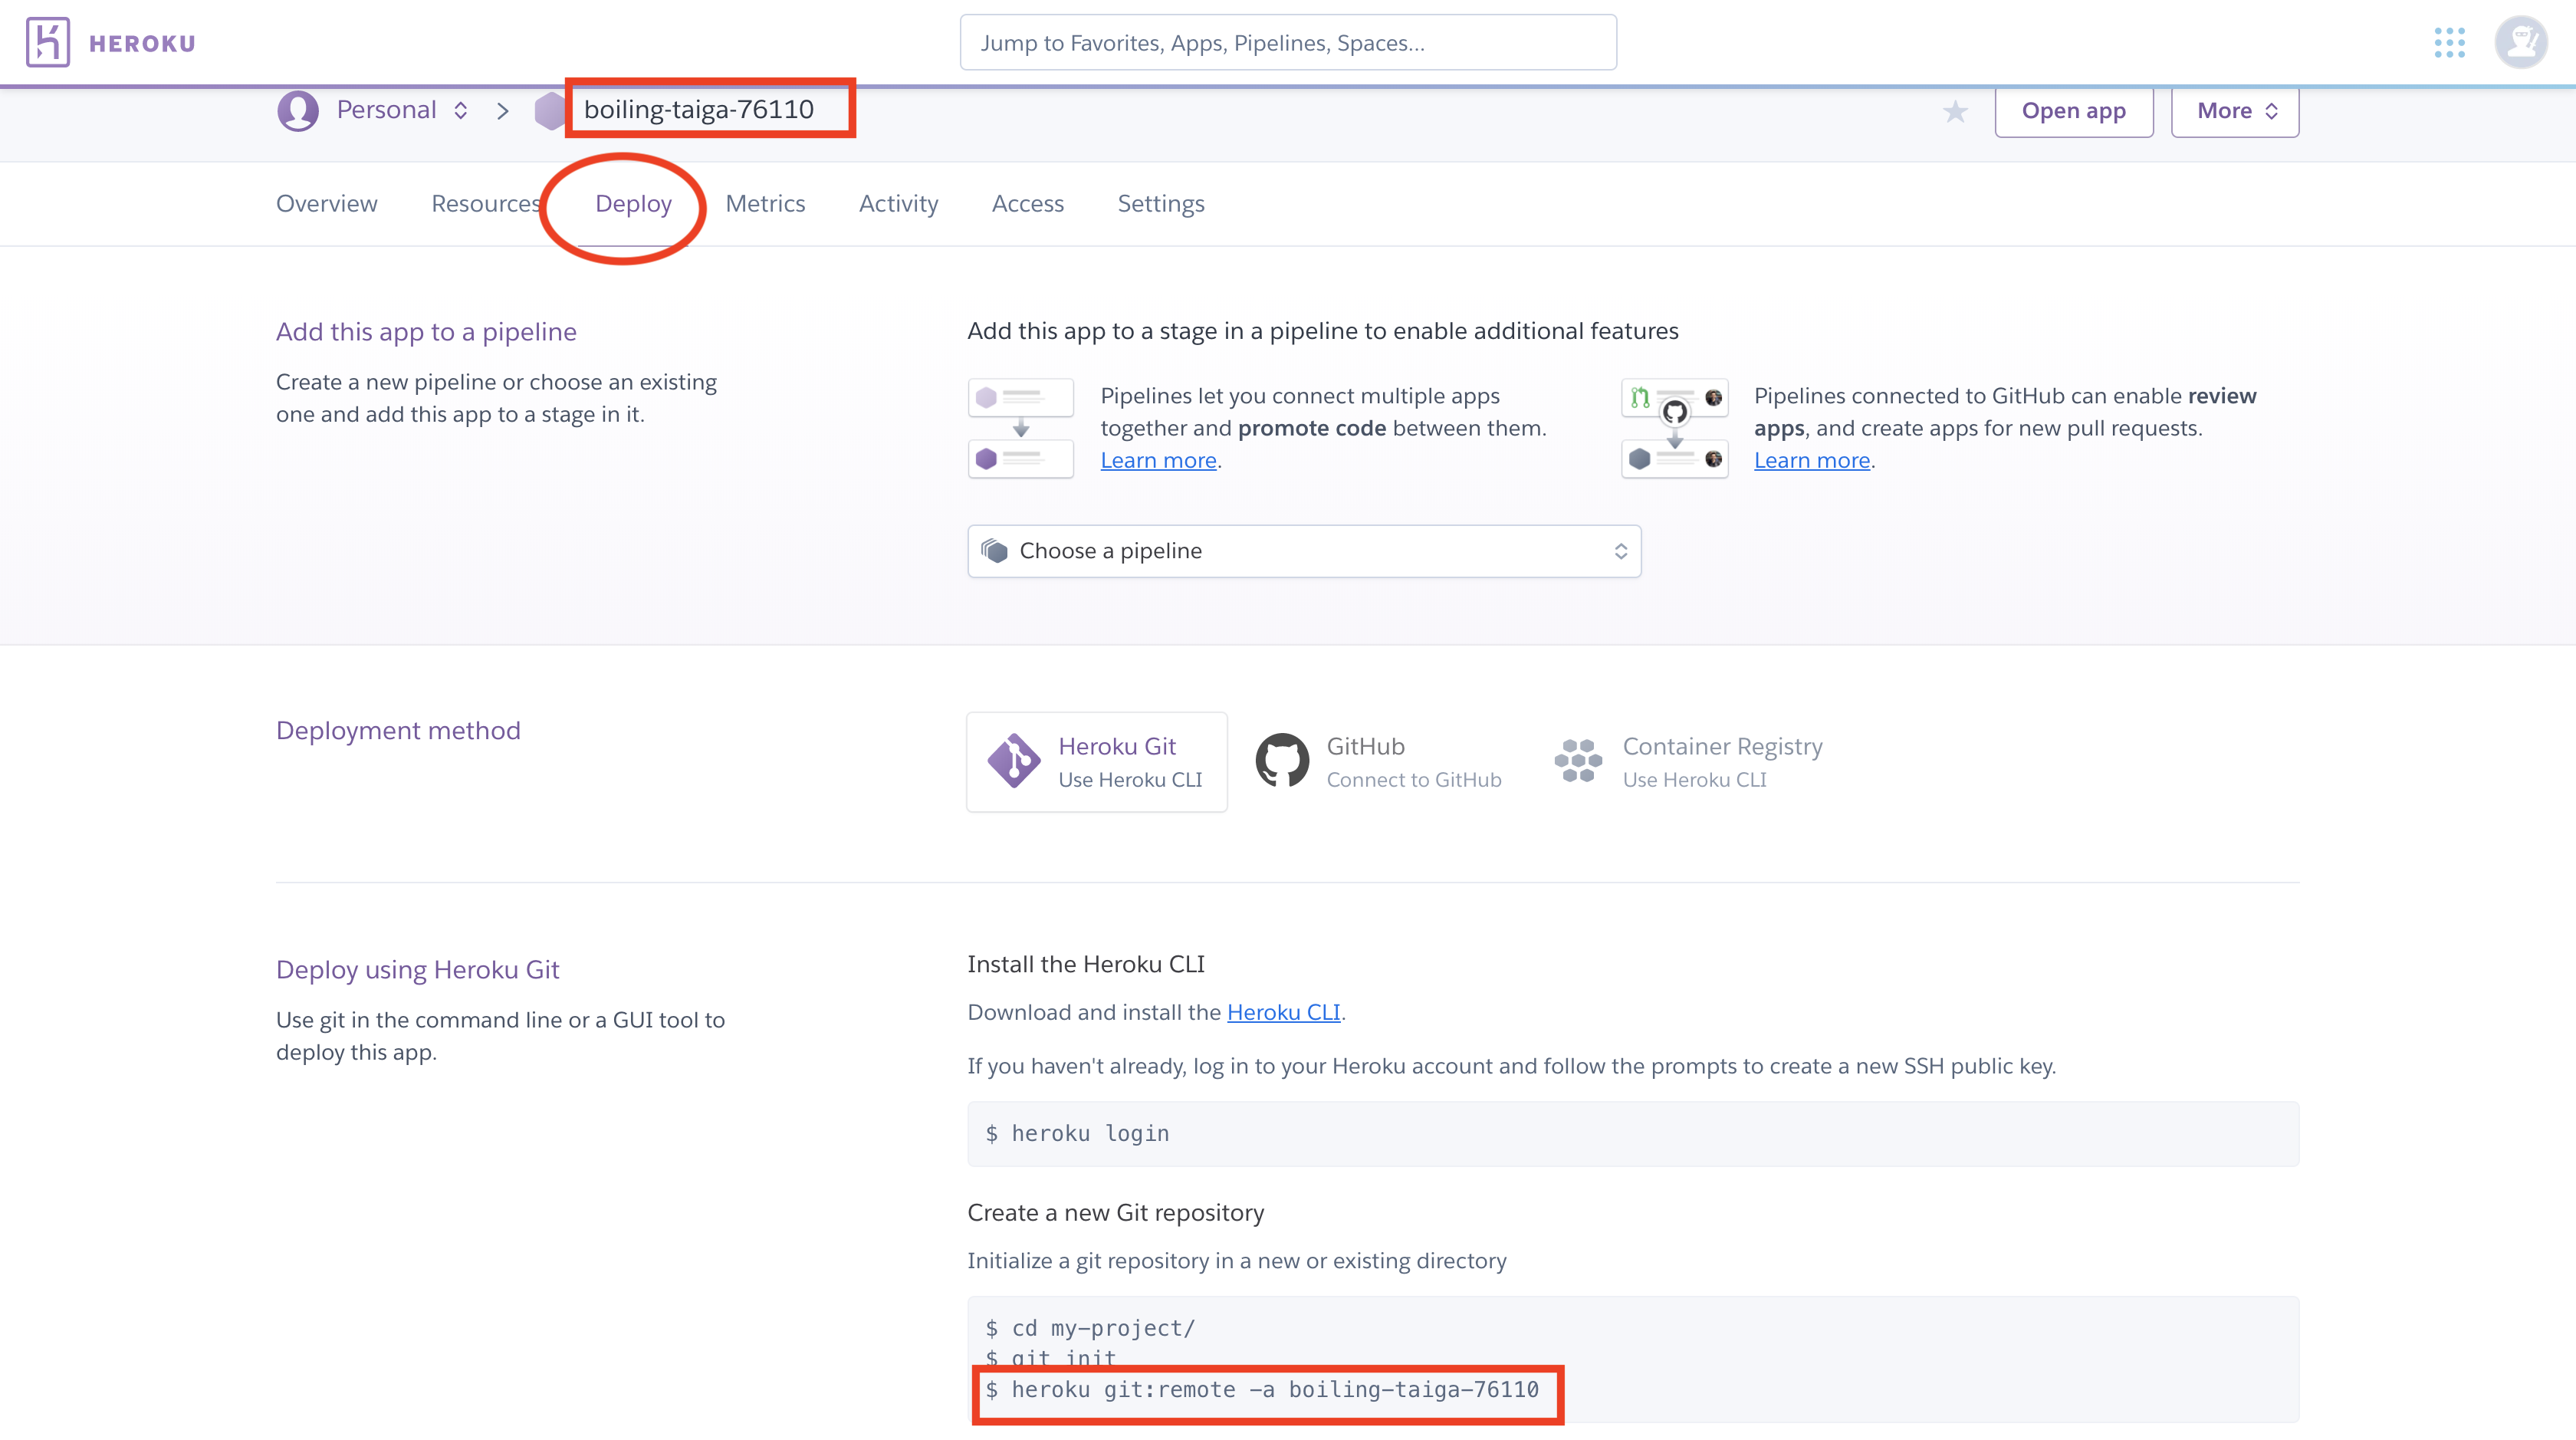 HEROKU
Jump to Favorites, Apps, Pipelines, Spaces...
Personal
boiling-taiga-76110
Open app
More
Overview
Resources
Deploy
Metrics
Activity
Access
Settings
Add this app to a pipeline
Create a new pipeline or choose an existing
one and add this app to a stage in it.
Add this app to a stage in a pipeline to enable additional features
Pipelines let you connect multiple apps
together and promote code between them.
Learn more.
Pipelines connected to GitHub can enable review
apps, and create apps for new pull requests.
Learn more.
Choose a pipeline
Deployment method
Heroku Git
Use Heroku CLI
GitHub
Connect to GitHub
Container Registry
Use Heroku CLI
Deploy using Heroku Git
Use git in the command line or a GUI tool to
deploy this app.
Install the Heroku CLI
Download and install the Heroku CLI.
If you haven't already, log in to your Heroku account and follow the prompts to create a new SSH public key.
$ heroku login
Create a new Git repository
Initialize a git repository in a new or existing directory
$ cd my-project/
$ git init
$ heroku git:remote -a boiling-taiga-76110